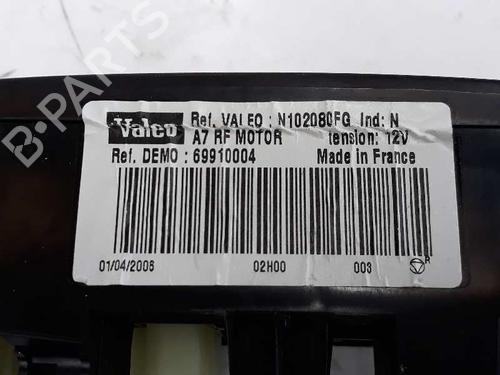 B-PARTS
Valeo
Ref. VALEO : N102080FG Ind: N
A7 RF MOTOR tension: 12V
Ref. DEMO : 69910004 Made in France
01/04/2006 02H00 003 R